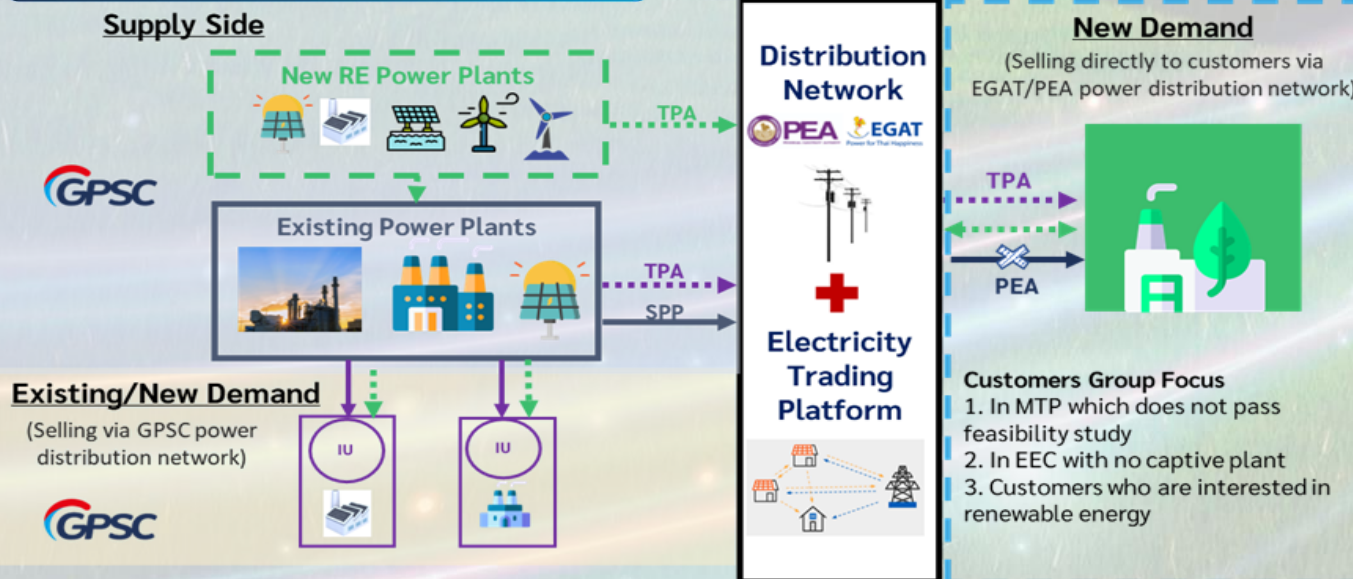 Supply Side
New RE Power Plants
TPA
GPSC
Existing Power Plants
TPA
SPP
Existing/New Demand
(Selling via GPSC power
distribution network)
GPSC
IU
IU
Distribution
Network
PEA
EGAT
Power for Thai Happiness
Electricity
Trading
Platform
New Demand
(Selling directly to customers via
EGAT/PEA power distribution network)
TPA
PEA
Customers Group Focus
1. In MTP which does not pass
feasibility study
2. In EEC with no captive plant
3. Customers who are interested in
renewable energy